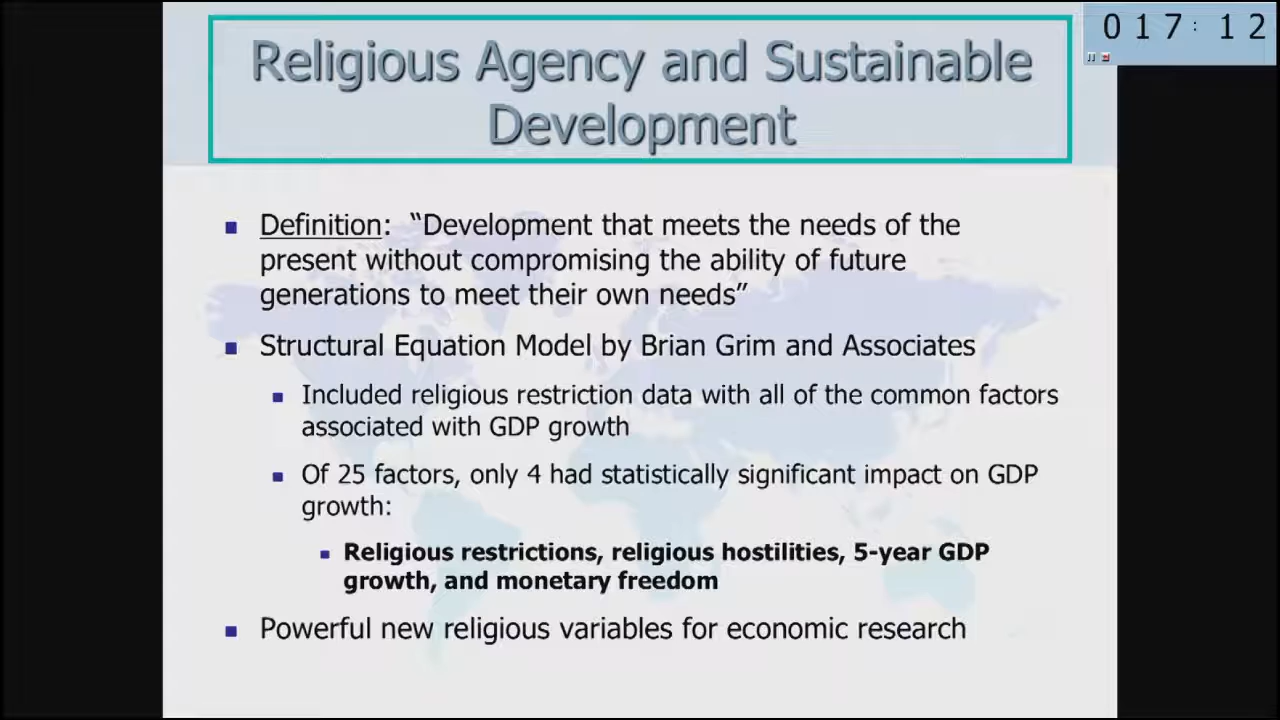 017:12
Religious Agency and Sustainable
Development
Definition: “Development that meets the needs of the
present without compromising the ability of future
generations to meet their own needs”
Structural Equation Model by Brian Grim and Associates
Included religious restriction data with all of the common factors
associated with GDP growth
Of 25 factors, only 4 had statistically significant impact on GDP
growth:
Religious restrictions, religious hostilities, 5-year GDP
growth, and monetary freedom
Powerful new religious variables for economic research